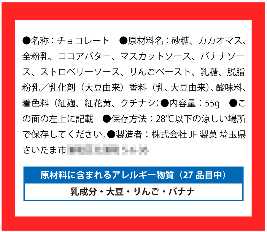 ●名称：チョコレート　●原材料名：砂糖、カカオマス、
全粉乳、ココアバター、マスカットソース、バナナソー
ス、ストロベリーソース、りんごペースト、乳糖、脱脂
粉乳／乳化剤（大豆由来）香料（乳、大豆由来）、酸味料、
着色料（紅麹、紅花黄、クチナシ）●内容量：55g　●こ
の面の左上に記載　●保存方法：28℃以下の涼しい場所
で保存してください。●製造者：株式会社JF製菓 埼玉県
さいたま市
原材料に含まれるアレルギー物質（27品目中）
乳成分・大豆・りんご・バナナ